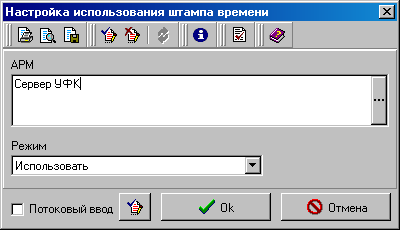 Настройка использования штампа времени
АРМ
Сервер УФК
...
Режим
Использовать
Потоковый ввод
Ok
Отмена